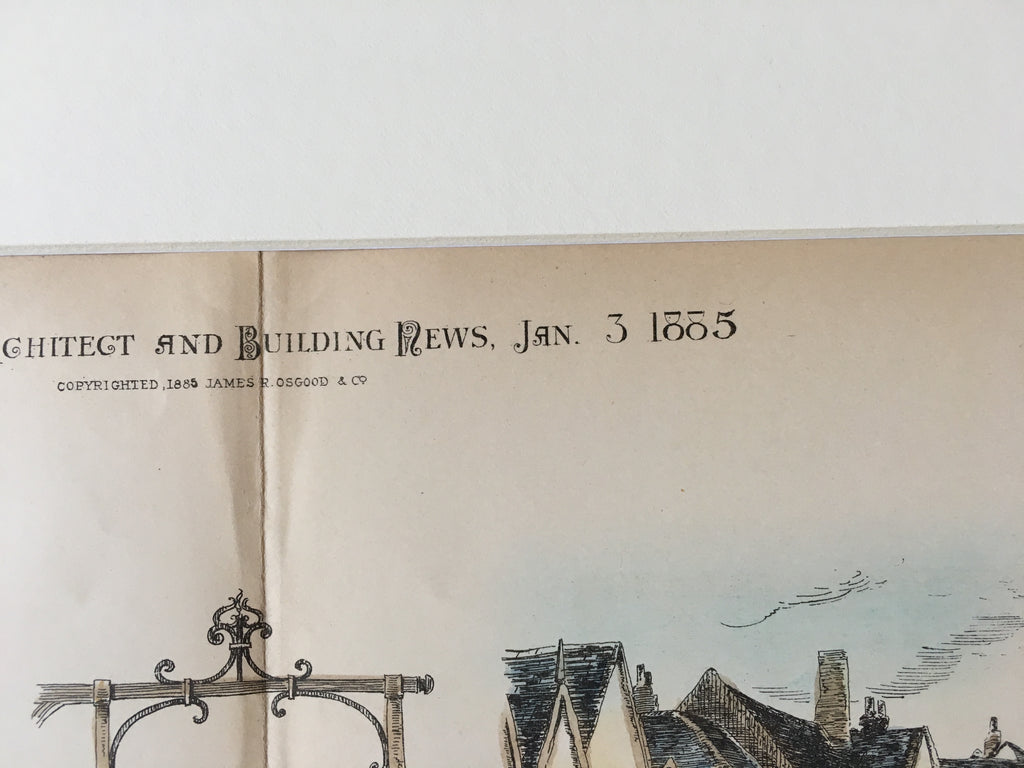 CHITECT AND BUILDING NEWS, JAN. 3 1885
COPYRIGHTED, 1885 JAMES R. OSGOOD & CO